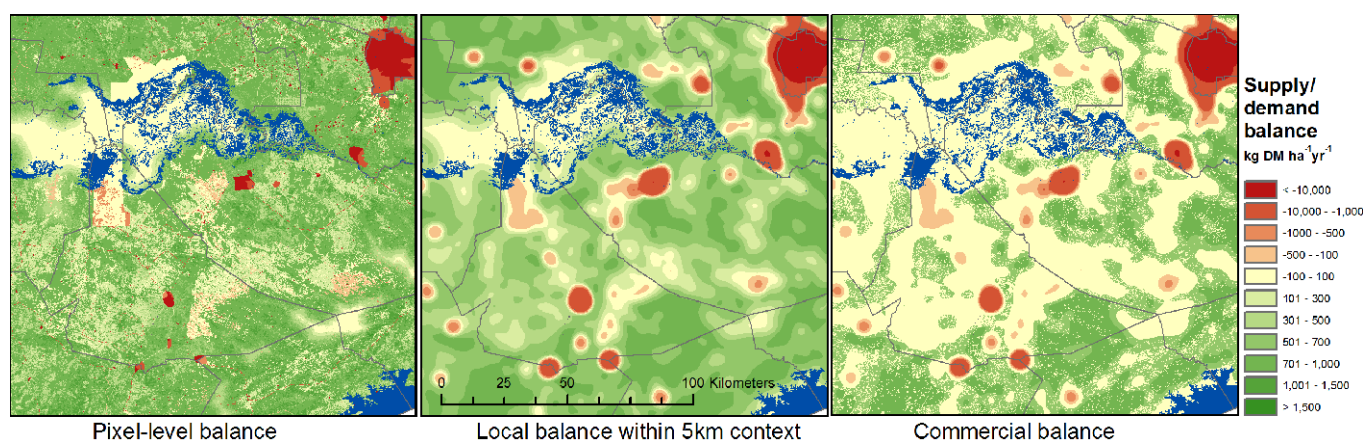 Supply/
demand
balance
kg DM ha⁻¹yr⁻¹
< -10,000
-10,000 - -1,000
-1000 - -500
-500 - -100
-100 - 100
101 - 300
301 - 500
501 - 700
701 - 1,000
1,001 - 1,500
> 1,500
0 25 50 100 Kilometers
Pixel-level balance
Local balance within 5km context
Commercial balance